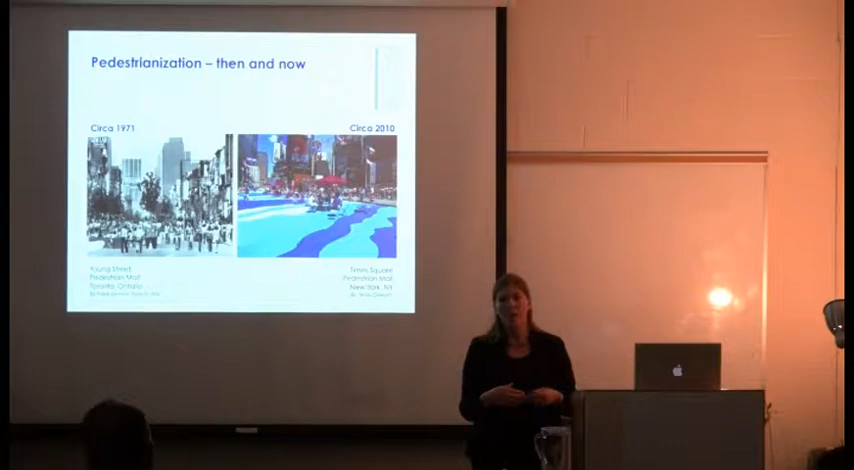 Pedestrianization – then and now
Circa 1971
Circa 2010
Young Street
Pedestrian Mall
Toronto, Ontario
Times Square
Pedestrian Mall
New York, NY